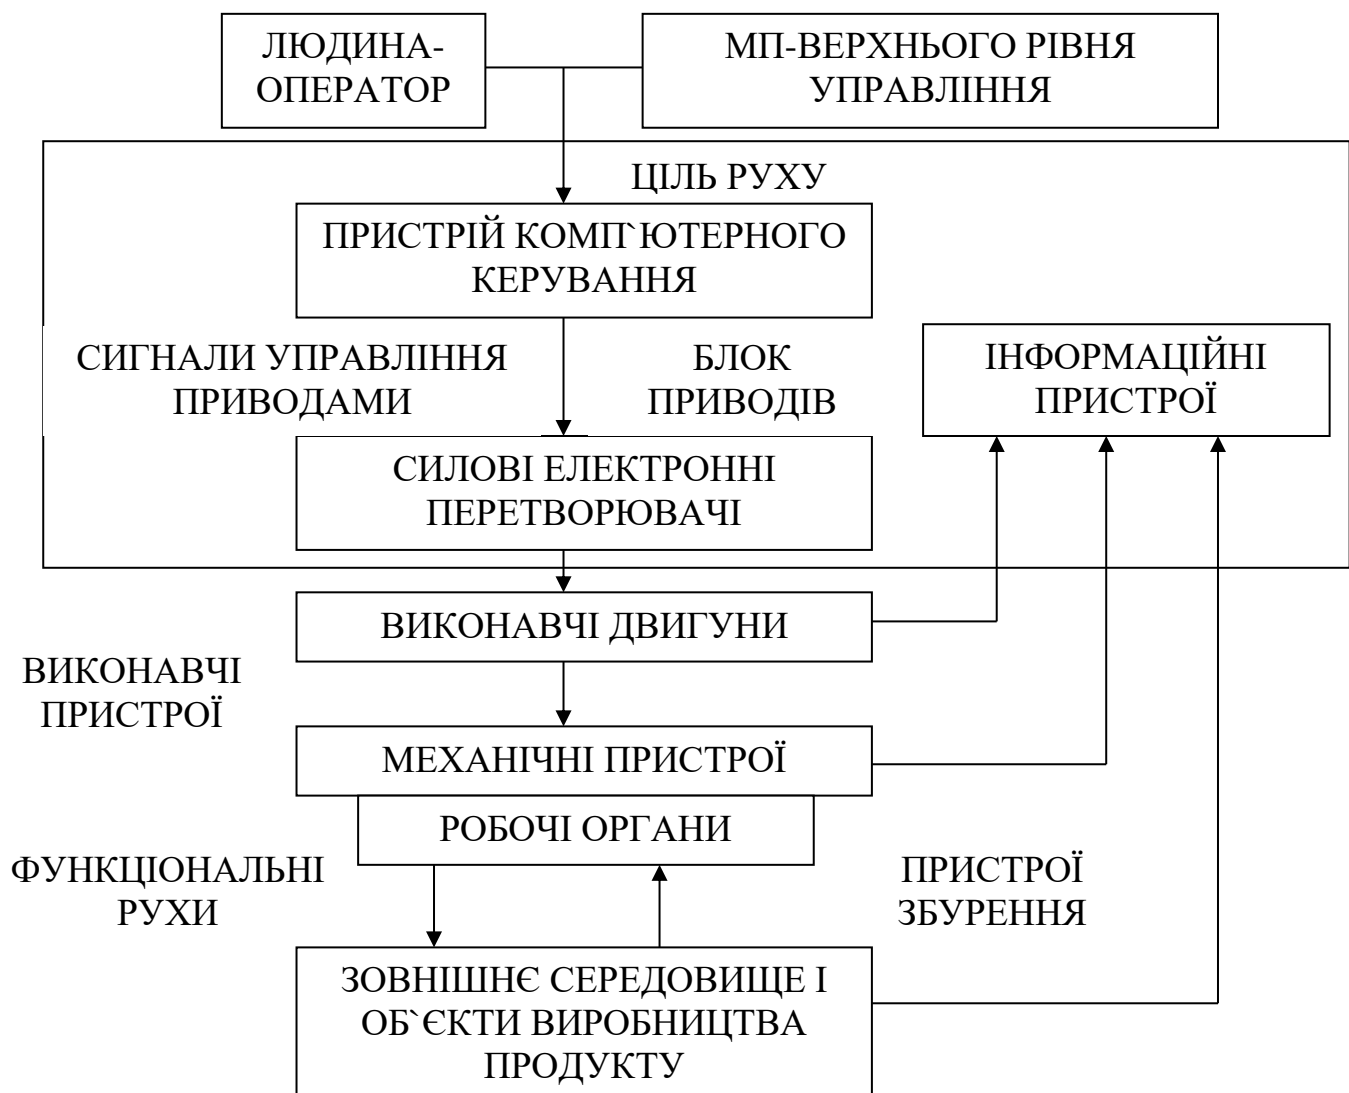 ЛЮДИНА-
ОПЕРАТОР
МП-ВЕРХНЬОГО РІВНЯ
УПРАВЛІННЯ
ЦІЛЬ РУХУ
ПРИСТРІЙ КОМП`ЮТЕРНОГО
КЕРУВАННЯ
СИГНАЛИ УПРАВЛІННЯ
ПРИВОДАМИ
БЛОК
ПРИВОДІВ
ІНФОРМАЦІЙНІ
ПРИСТРОЇ
СИЛОВІ ЕЛЕКТРОННІ
ПЕРЕТВОРЮВАЧІ
ВИКОНАВЧІ ДВИГУНИ
ВИКОНАВЧІ
ПРИСТРОЇ
МЕХАНІЧНІ ПРИСТРОЇ
РОБОЧІ ОРГАНИ
ФУНКЦІОНАЛЬНІ
РУХИ
ПРИСТРОЇ
ЗБУРЕННЯ
ЗОВНІШНЄ СЕРЕДОВИЩЕ І
ОБ`ЄКТИ ВИРОБНИЦТВА
ПРОДУКТУ